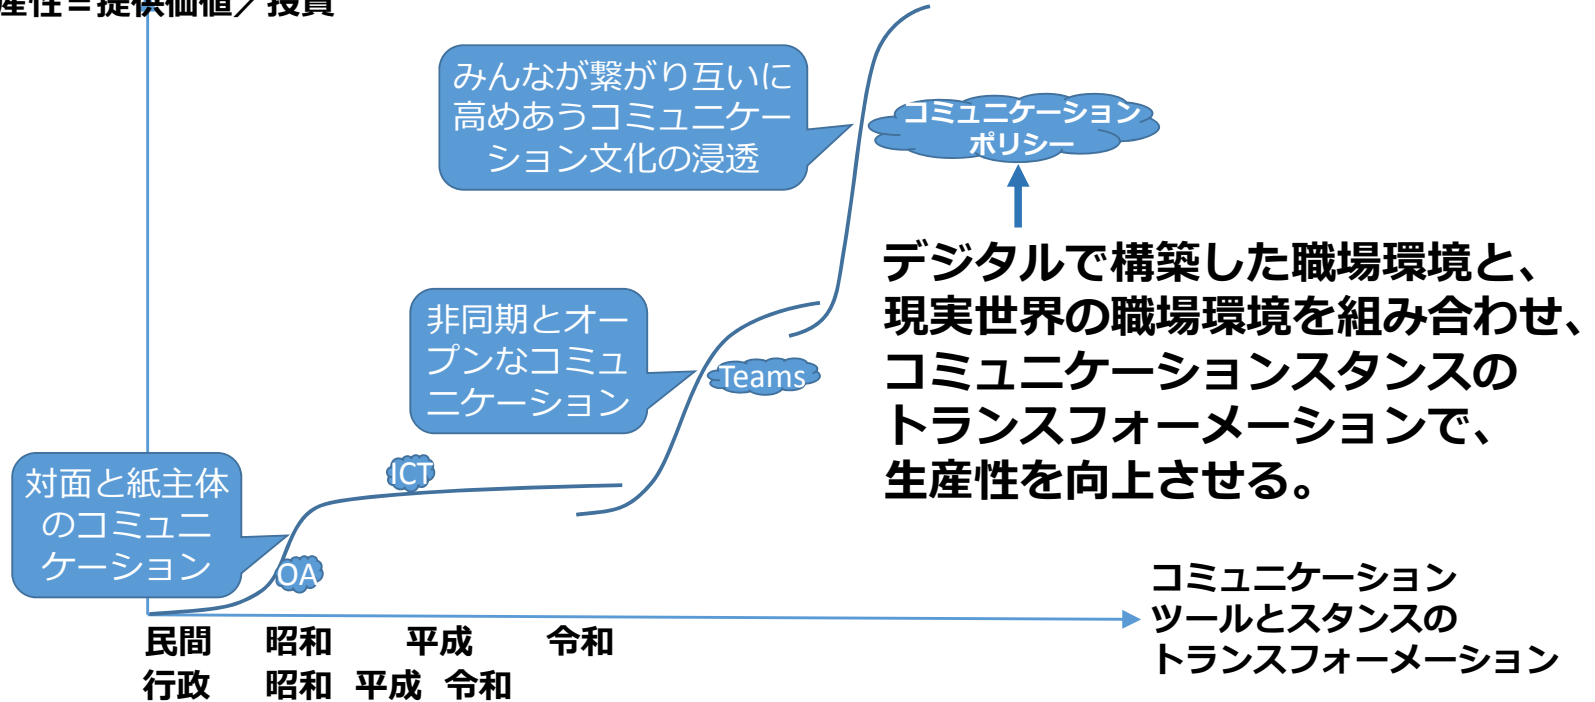 産性＝提供価値／投資
みんなが繋がり互いに
高めあうコミュニケー
ション文化の浸透
コミュニケーション
ポリシー
デジタルで構築した職場環境と、
現実世界の職場環境を組み合わせ、
コミュニケーションスタンスの
トランスフォーメーションで、
生産性を向上させる。
非同期とオー
プンなコミュ
ニケーション
Teams
対面と紙主体
のコミュニ
ケーション
ICT
OA
コミュニケーション
ツールとスタンスの
トランスフォーメーション
民間 昭和 平成 令和
行政 昭和 平成 令和